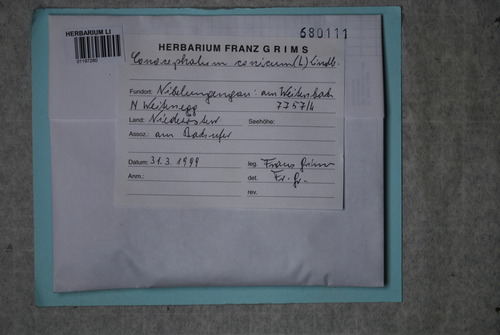 680111
HERBARIUM LI
HERBARIUM FRANZ GRIMS
Conocephalum conicum (L) Lindb.
Fundort: Nibelungengau: am Weitenbach
N Weitenegg 7757/4
Land: Niederösterr Seehöhe:
Assoz.: am Bachufer
Datum: 31.3.1999 leg. Franz Grims
Anm.: det. Fr. Gr.
rev.